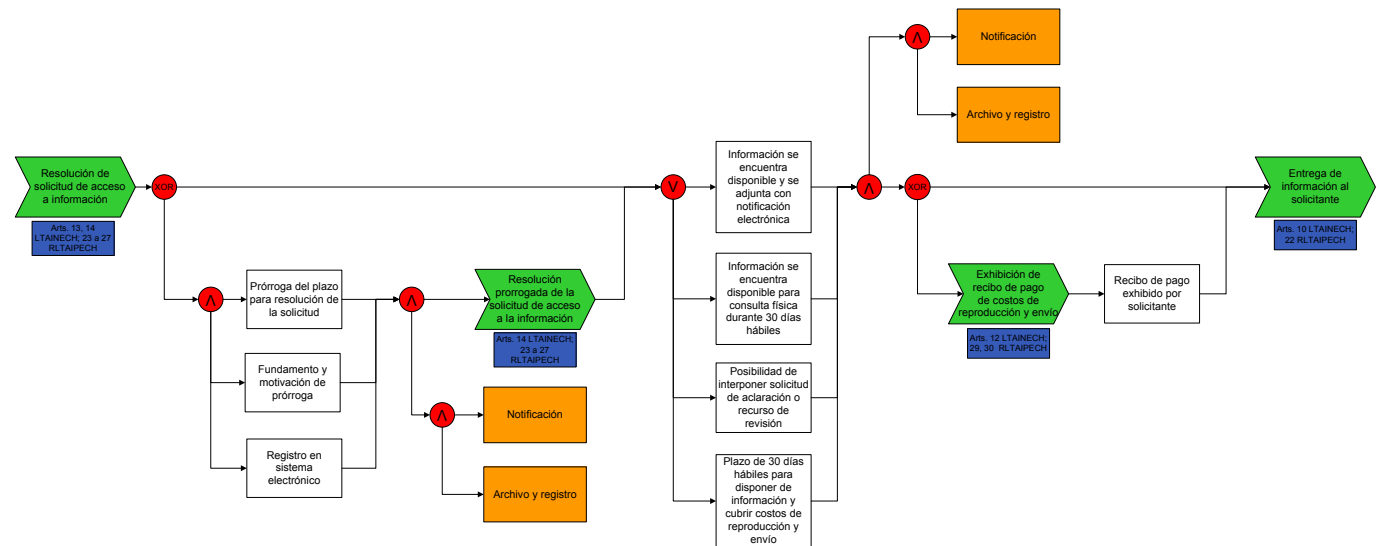 Resolución de
solicitud de acceso
a información
Arts. 13, 14
LTAINECH; 23 a 27
RLTAIPECH
XOR
Λ
Prórroga del plazo
para resolución de
la solicitud
Fundamento y
motivación de
prórroga
Registro en
sistema
electrónico
Λ
Resolución
prorrogada de la
solicitud de acceso
a la información
Arts. 14 LTAINECH;
23 a 27
RLTAIPECH
Λ
Notificación
Archivo y registro
V
Información se
encuentra
disponible y se
adjunta con
notificación
electrónica
Información se
encuentra
disponible para
consulta física
durante 30 días
hábiles
Posibilidad de
interponer solicitud
de aclaración o
recurso de
revisión
Plazo de 30 días
hábiles para
disponer de
información y
cubrir costos de
reproducción y
envío
Λ
Λ
Notificación
Archivo y registro
XOR
Exhibición de
recibo de pago
de costos de
reproducción y envío
Arts. 12 LTAINECH;
29, 30 RLTAIPECH
Recibo de pago
exhibido por
solicitante
Entrega de
información al
solicitante
Arts. 10 LTAINECH;
22 RLTAIPECH